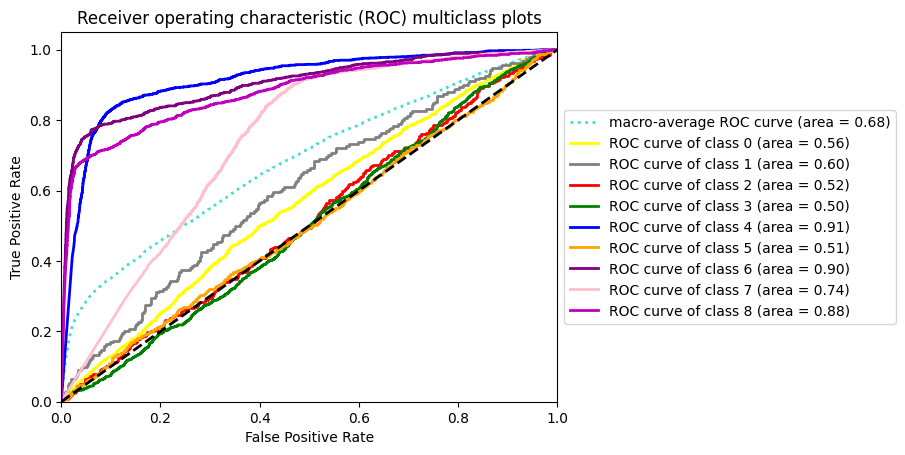 Receiver operating characteristic (ROC) multiclass plots
1.0
0.8
0.6
0.4
0.2
0.0
True Positive Rate
0.0 0.2 0.4 0.6 0.8 1.0
False Positive Rate
macro-average ROC curve (area = 0.68)
ROC curve of class 0 (area = 0.56)
ROC curve of class 1 (area = 0.60)
ROC curve of class 2 (area = 0.52)
ROC curve of class 3 (area = 0.50)
ROC curve of class 4 (area = 0.91)
ROC curve of class 5 (area = 0.51)
ROC curve of class 6 (area = 0.90)
ROC curve of class 7 (area = 0.74)
ROC curve of class 8 (area = 0.88)